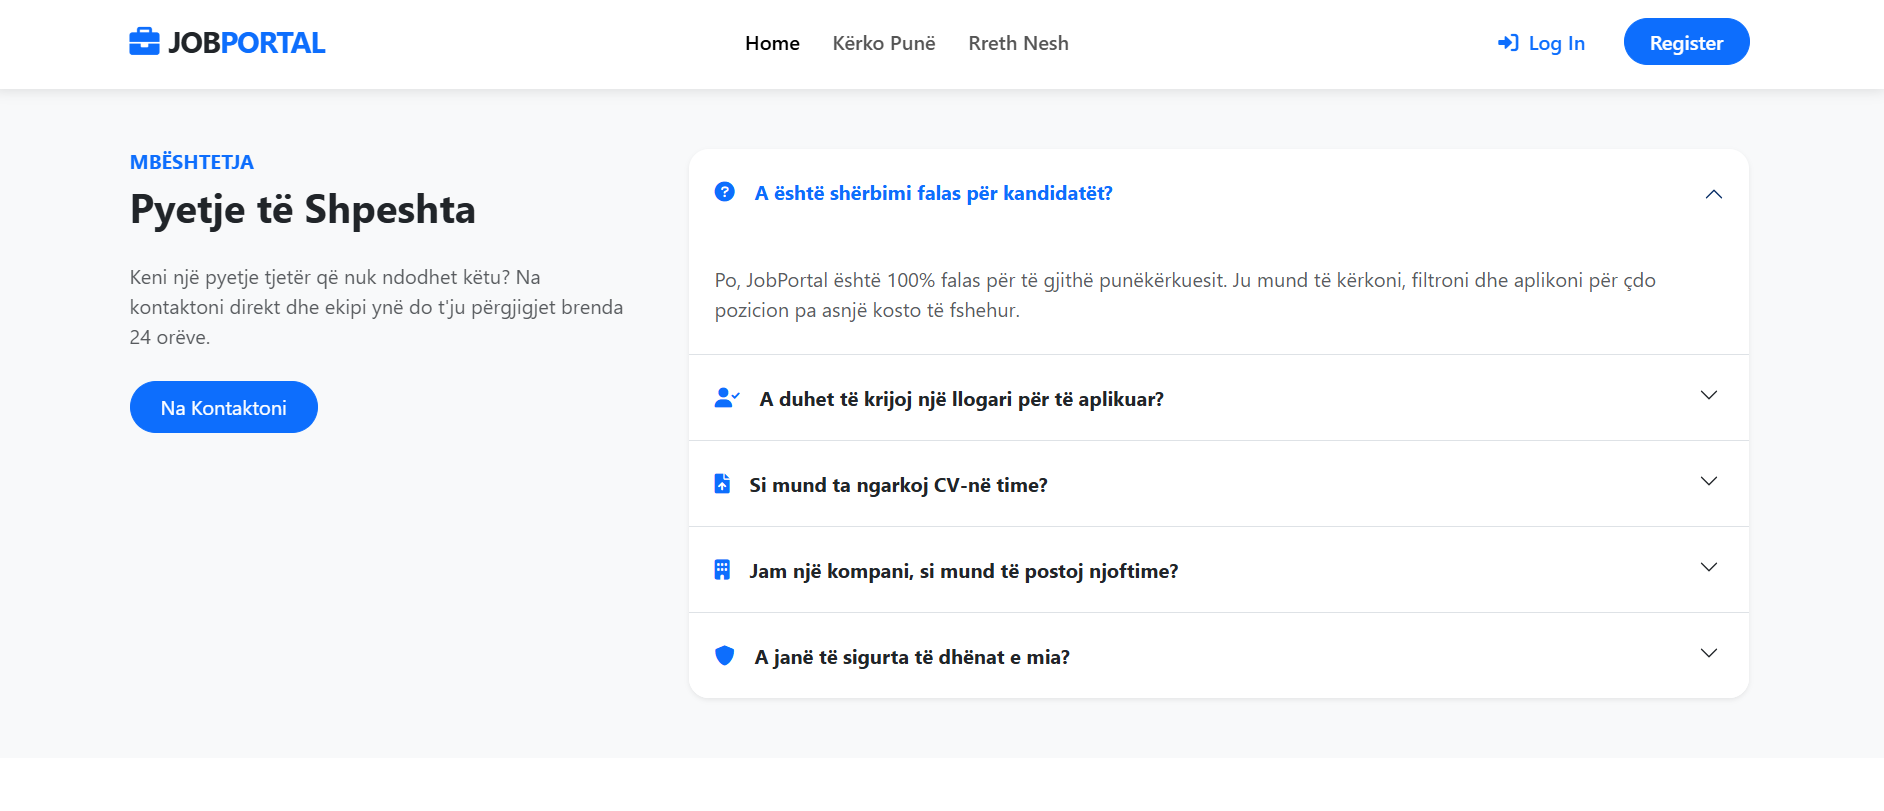 JOBPORTAL
Home
Kërko Punë
Rreth Nesh
Log In
Register
MBËSHTETJA
Pyetje të Shpeshta
Keni një pyetje tjetër që nuk ndodhet këtu? Na
kontaktoni direkt dhe ekipi ynë do t'ju përgjigjet brenda
24 orëve.
Na Kontaktoni
A është shërbimi falas për kandidatët?
Po, JobPortal është 100% falas për të gjithë punëkërkuesit. Ju mund të kërkoni, filtroni dhe aplikoni për çdo
pozicion pa asnjë kosto të fshehur.
A duhet të krijoj një llogari për të aplikuar?
Si mund ta ngarkoj CV-në time?
Jam një kompani, si mund të postoj njoftime?
A janë të sigurta të dhënat e mia?